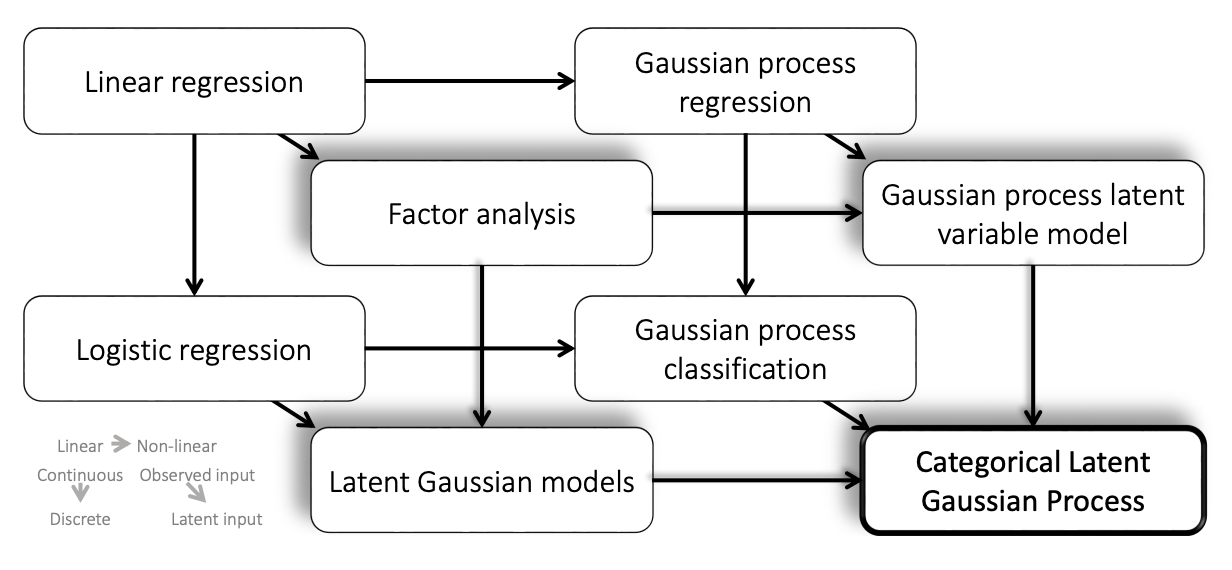 Linear regression
Gaussian process
regression
Factor analysis
Gaussian process latent
variable model
Logistic regression
Gaussian process
classification
Latent Gaussian models
Categorical Latent
Gaussian Process
Linear Non-linear
Continuous Observed input
Discrete Latent input